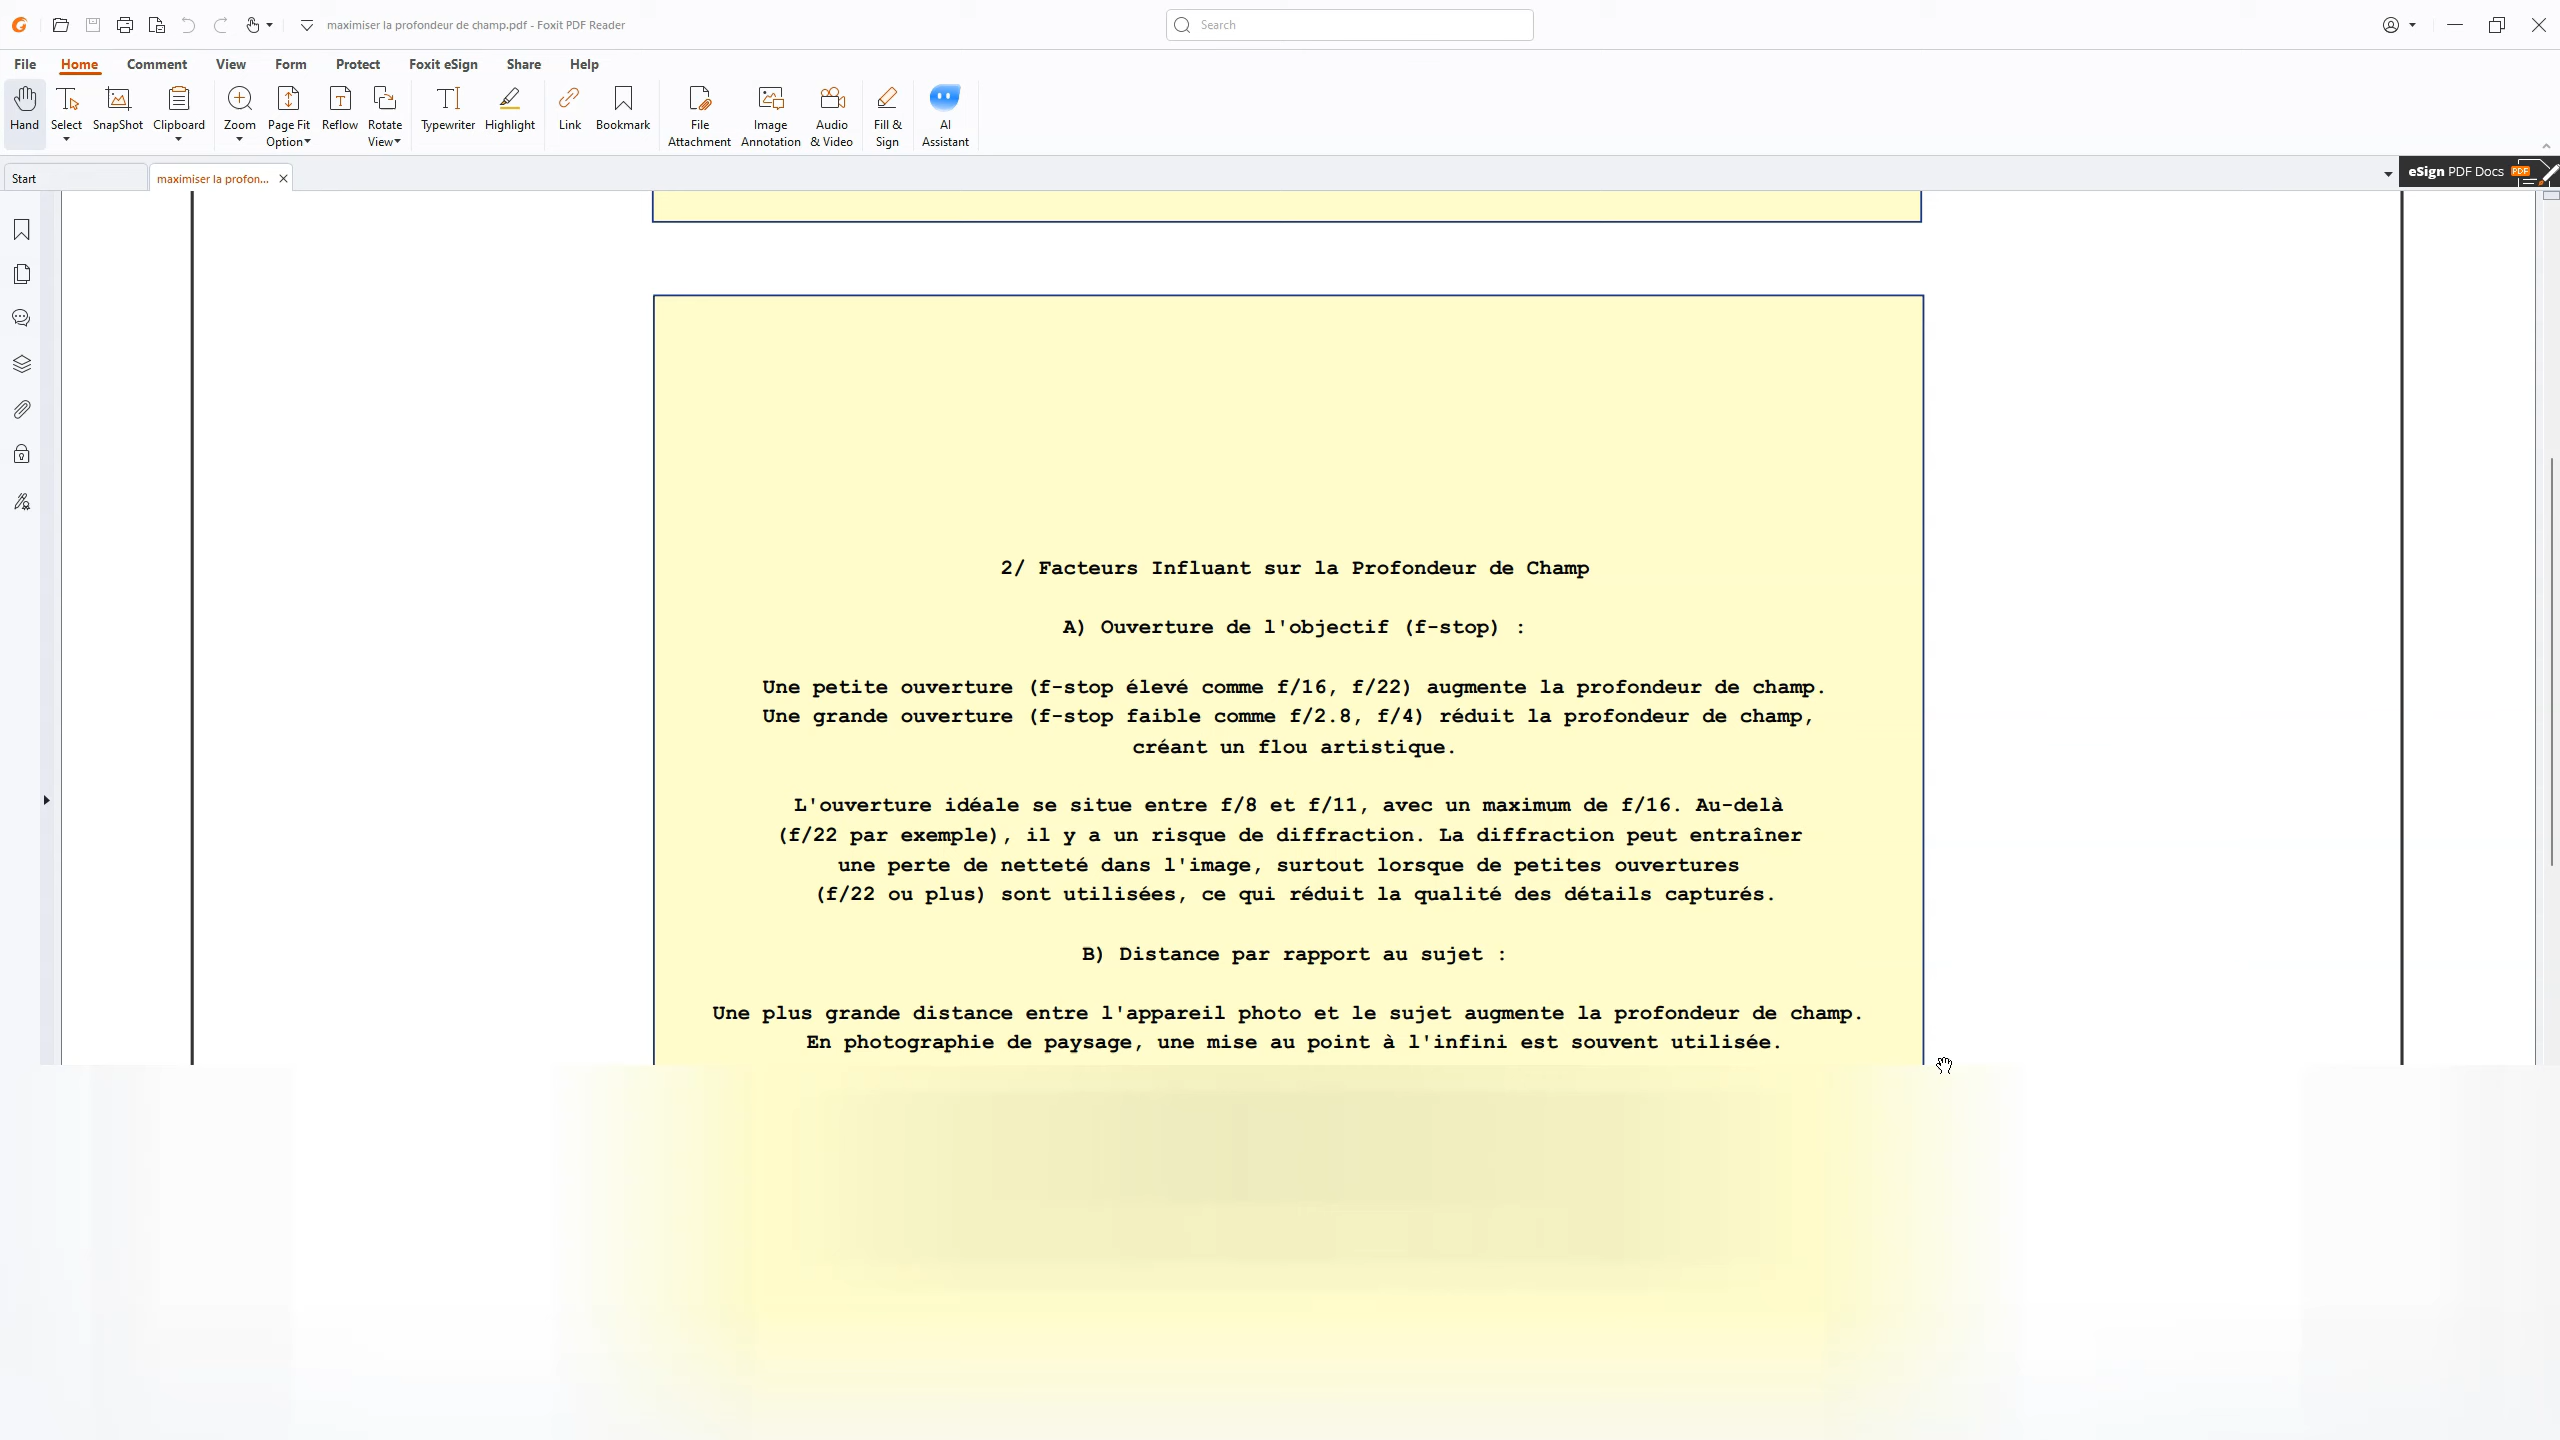 maximiser la profondeur de champ.pdf - Foxit PDF Reader
Search
File Home Comment View Form Protect Foxit eSign Share Help
Hand Select SnapShot Clipboard Zoom Page Fit Option Reflow Rotate View Typewriter Highlight Link Bookmark File Attachment Image Annotation Audio & Video Fill & Sign AI Assistant
Start maximiser la profon... eSign PDF Docs PDF
2/ Facteurs Influant sur la Profondeur de Champ
A) Ouverture de l'objectif (f-stop) :
Une petite ouverture (f-stop élevé comme f/16, f/22) augmente la profondeur de champ.
Une grande ouverture (f-stop faible comme f/2.8, f/4) réduit la profondeur de champ,
créant un flou artistique.
L'ouverture idéale se situe entre f/8 et f/11, avec un maximum de f/16. Au-delà
(f/22 par exemple), il y a un risque de diffraction. La diffraction peut entraîner
une perte de netteté dans l'image, surtout lorsque de petites ouvertures
(f/22 ou plus) sont utilisées, ce qui réduit la qualité des détails capturés.
B) Distance par rapport au sujet :
Une plus grande distance entre l'appareil photo et le sujet augmente la profondeur de champ.
En photographie de paysage, une mise au point à l'infini est souvent utilisée.